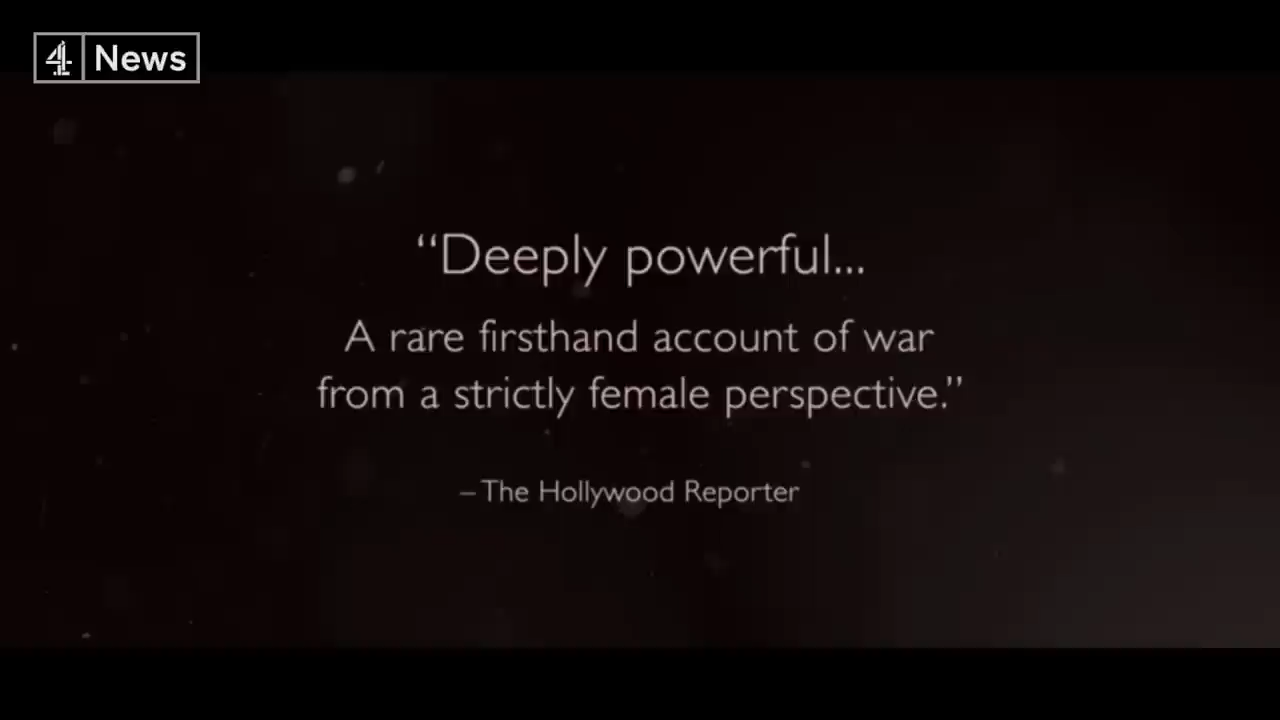 4 News
“Deeply powerful...
A rare firsthand account of war
from a strictly female perspective.”
– The Hollywood Reporter